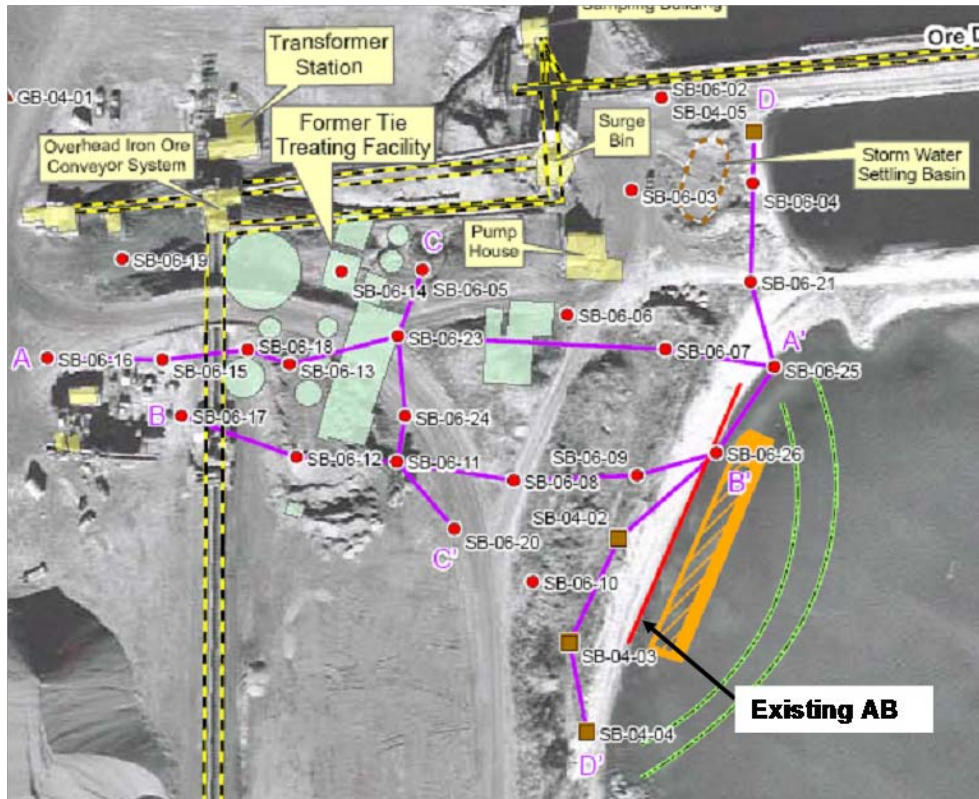 Sampling Building
Ore D
Transformer
Station
GB-04-01
SB-06-02
SB-04-05
D
Former Tie
Treating Facility
Surge
Bin
Overhead Iron Ore
Conveyor System
Storm Water
Settling Basin
SB-06-03
SB-06-04
Pump
House
C
SB-06-19
SB-06-14
SB-06-05
SB-06-21
SB-06-06
SB-06-23
A
SB-06-16
SB-06-18
SB-06-07
A'
SB-06-15
SB-06-13
SB-06-25
B
SB-06-17
SB-06-24
SB-06-12
SB-06-11
SB-06-09
SB-06-26
SB-06-08
B'
SB-04-02
SB-06-20
C'
SB-06-10
SB-04-03
Existing AB
SB-04-04
D'